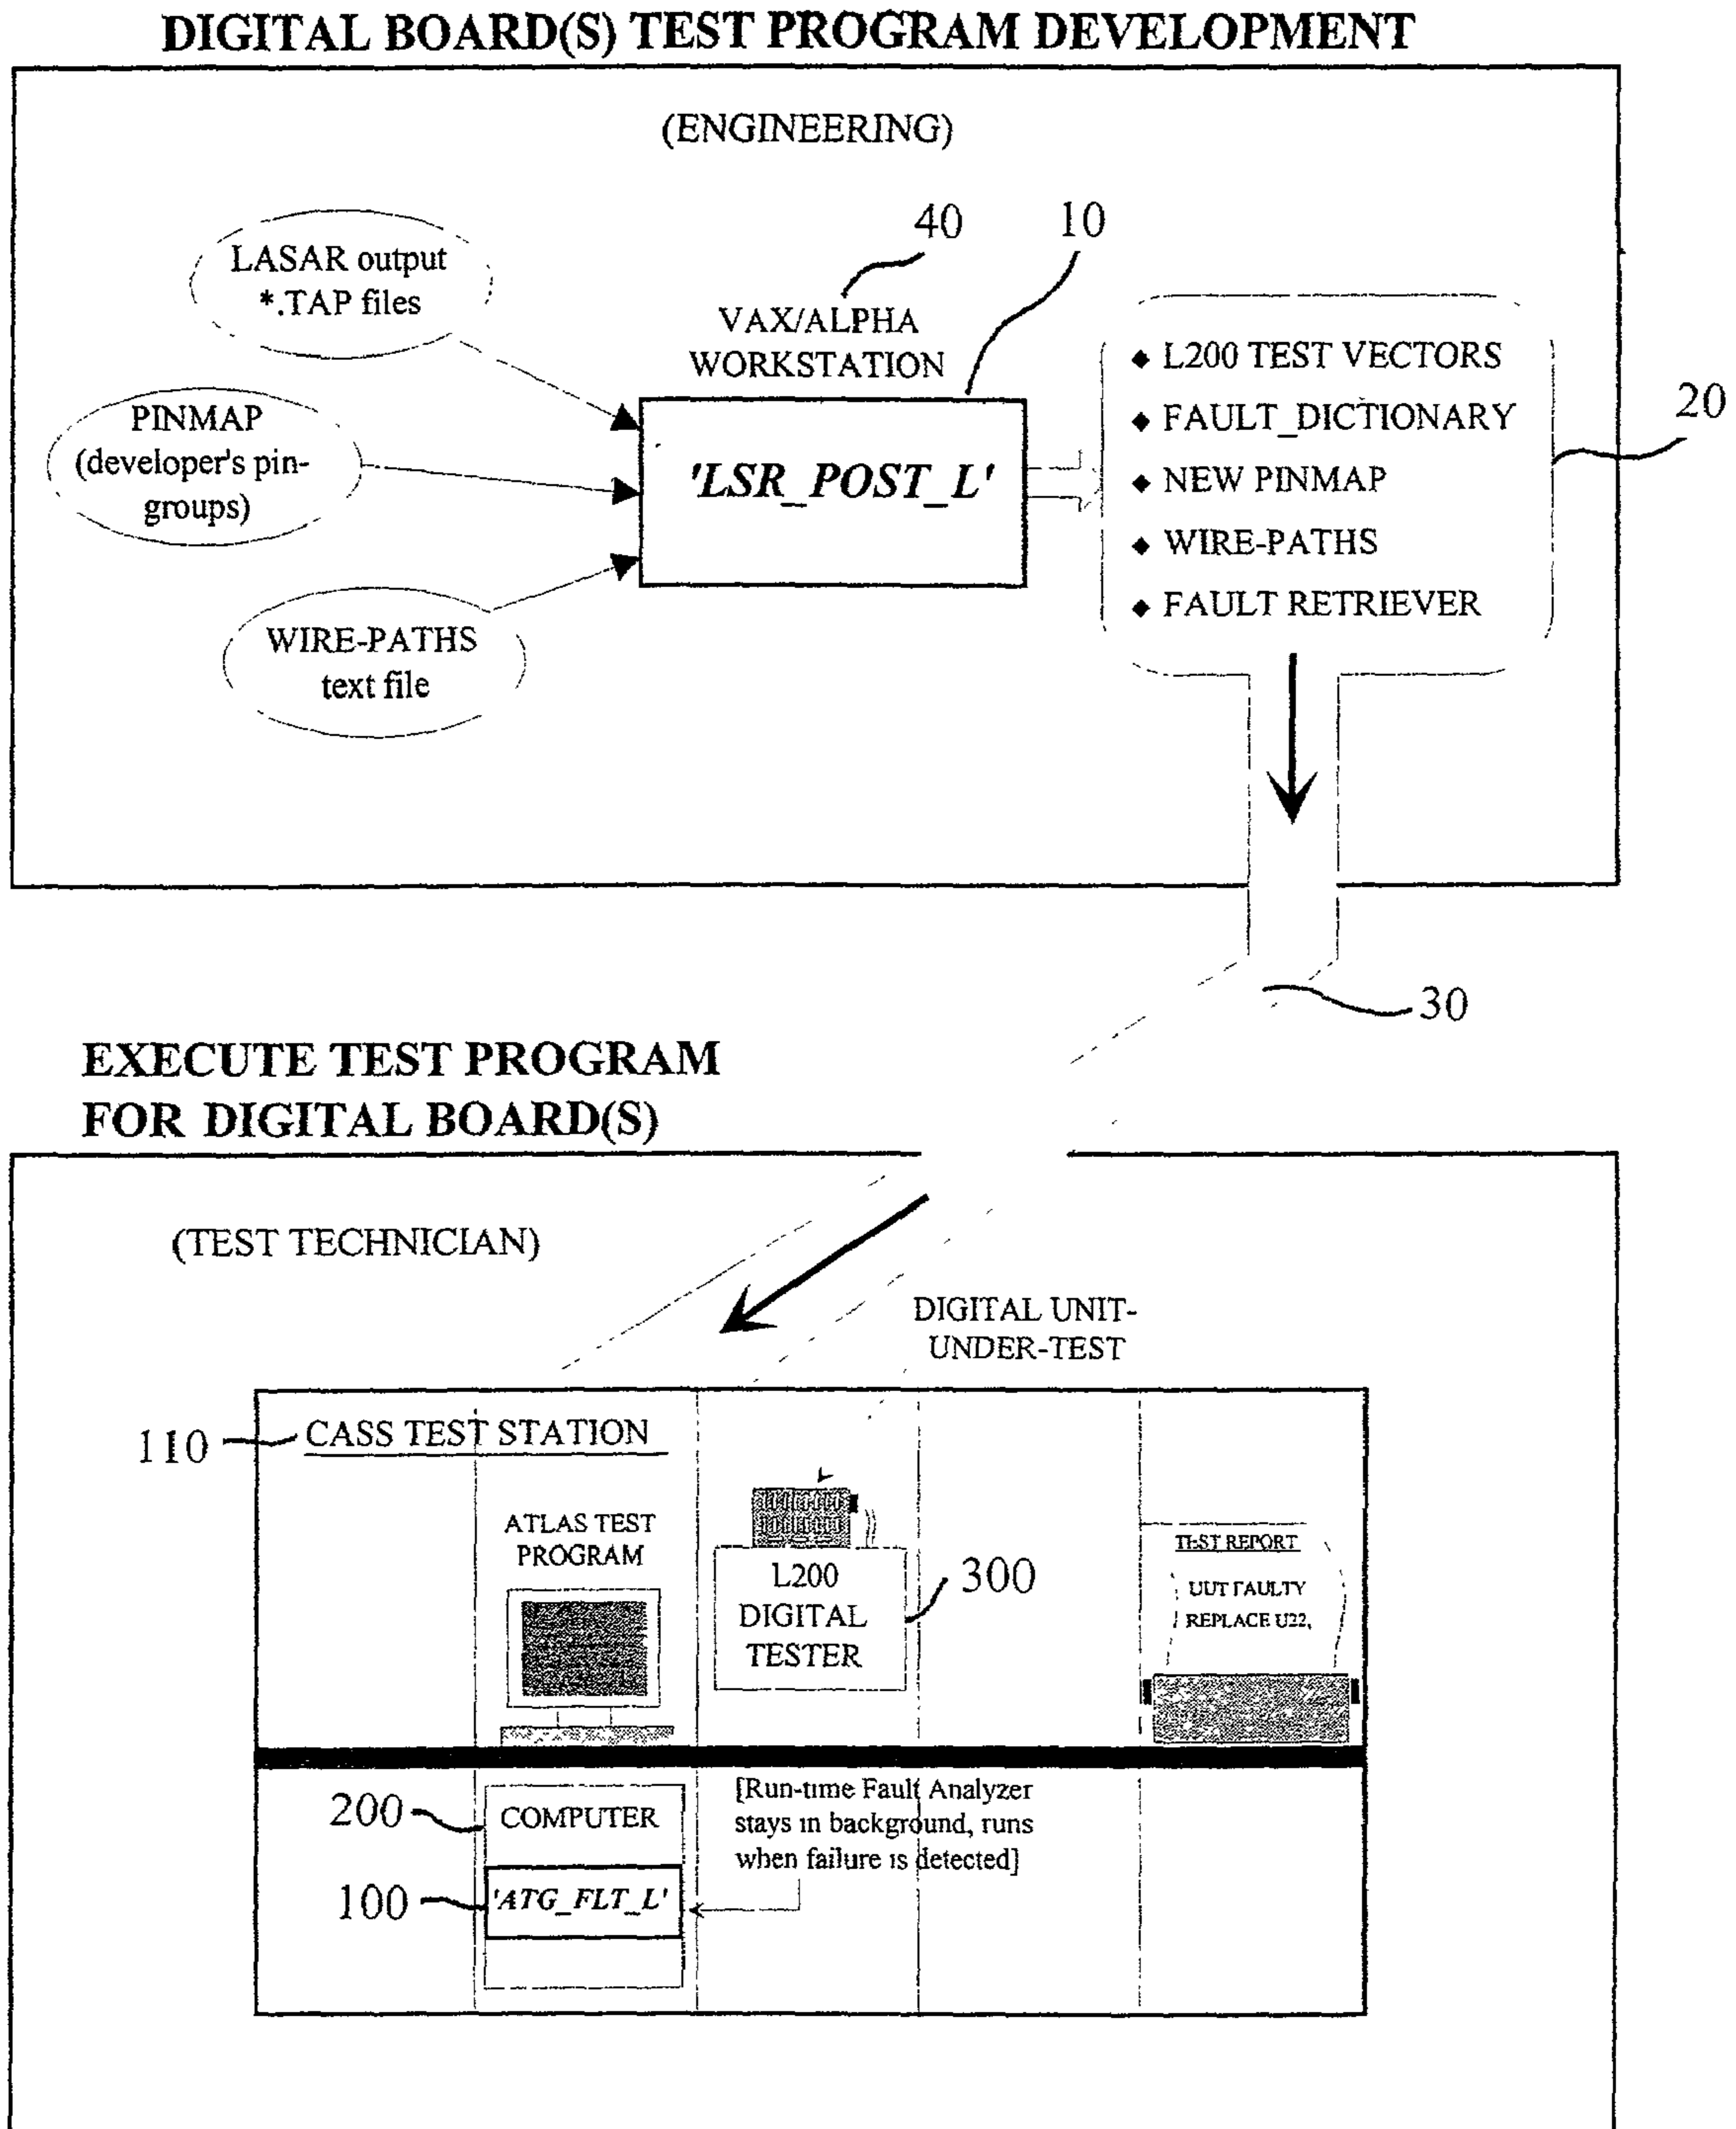 DIGITAL BOARD(S) TEST PROGRAM DEVELOPMENT
(ENGINEERING)
40
10
LASAR output
*.TAP files
VAX/ALPHA
WORKSTATION
PINMAP
(developer's pin-
groups)
'LSR_POST_L'
WIRE-PATHS
text file
◆ L200 TEST VECTORS
◆ FAULT_DICTIONARY
◆ NEW PINMAP
◆ WIRE-PATHS
◆ FAULT RETRIEVER
20
30
EXECUTE TEST PROGRAM
FOR DIGITAL BOARD(S)
(TEST TECHNICIAN)
DIGITAL UNIT-
UNDER-TEST
110
CASS TEST STATION
ATLAS TEST
PROGRAM
L200
DIGITAL
TESTER
300
TEST REPORT
UUT FAULTY
REPLACE U22,
200
COMPUTER
[Run-time Fault Analyzer
stays in background, runs
when failure is detected]
100
'ATG_FLT_L'